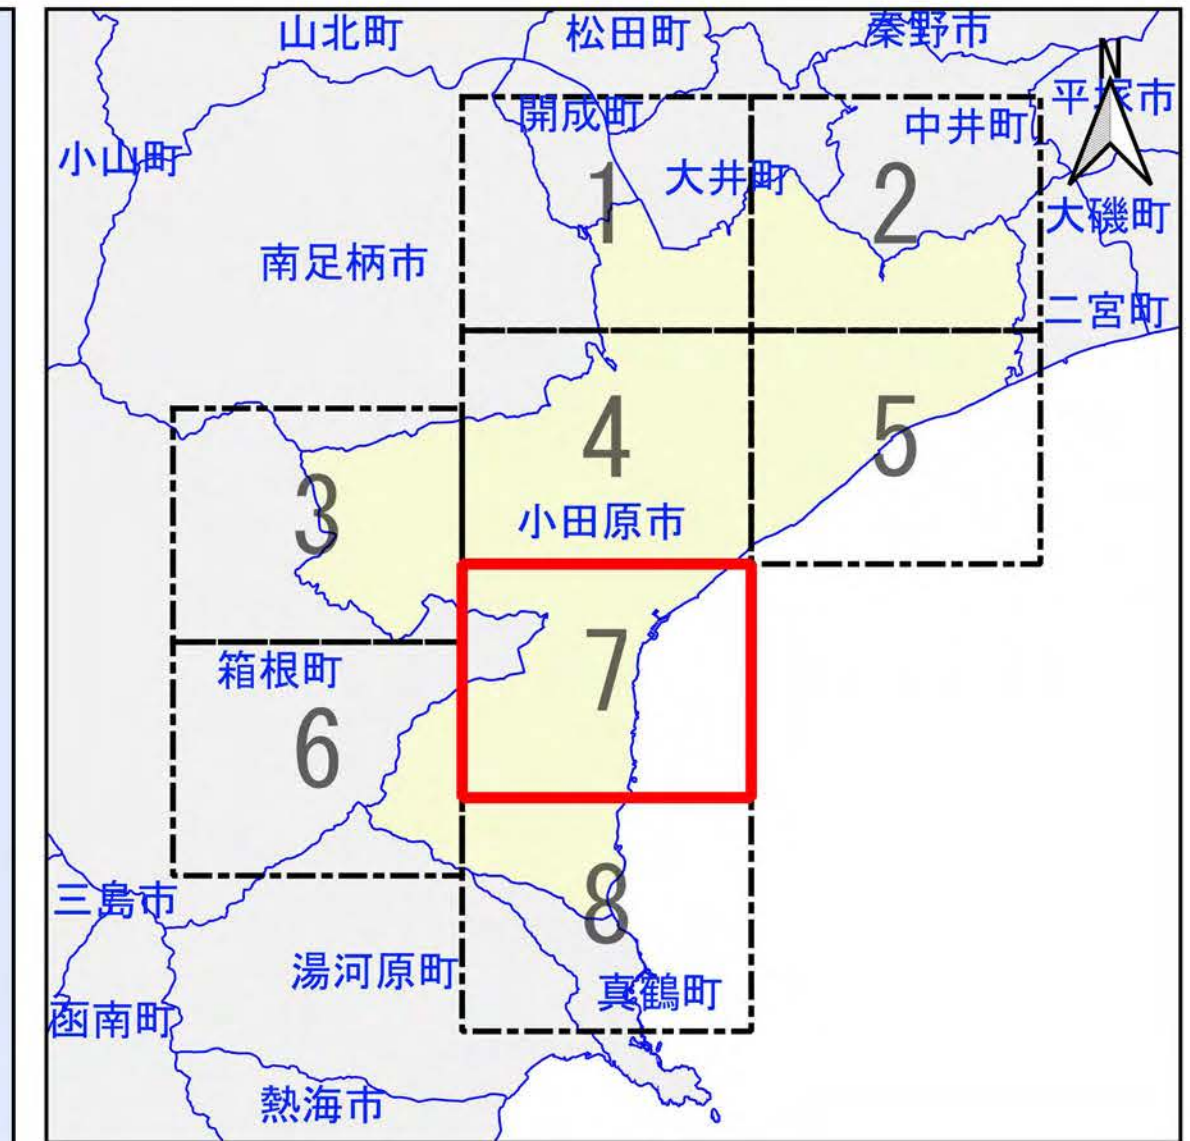 山北町
松田町
秦野市
N
開成町
中井町
平塚市
小山町
1
大井町
2
大磯町
南足柄市
二宮町
4
5
3
小田原市
箱根町
7
6
三島市
8
湯河原町
真鶴町
函南町
熱海市